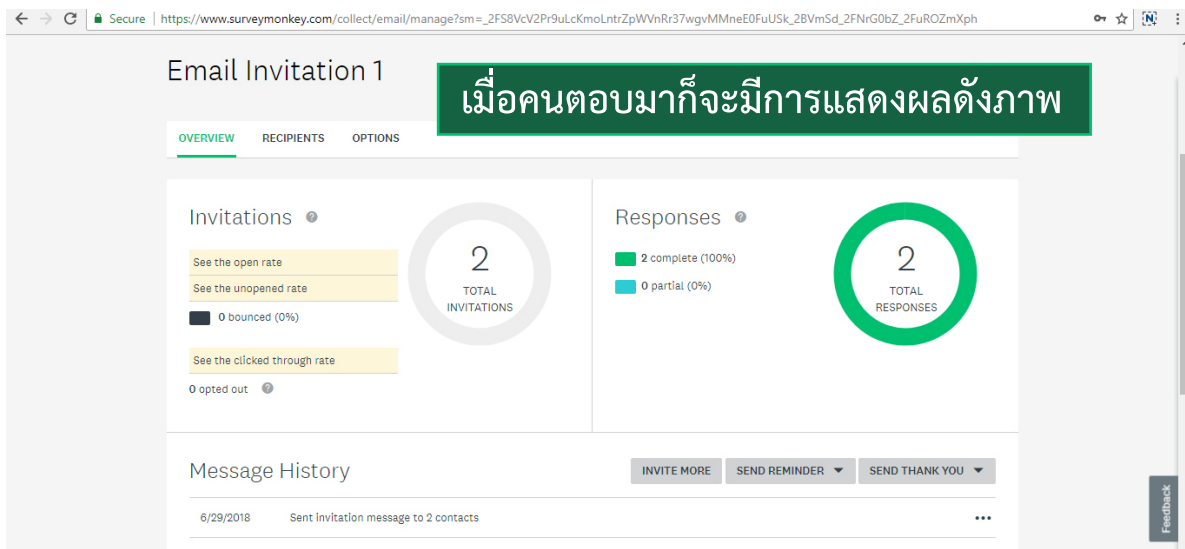 Secure
https://www.surveymonkey.com/collect/email/manage?sm=_2FS8VcV2Pr9uLcKmoLntrZpWVnRr37wgvMMneE0FuUSk_2BVmSd_2FNrG0bZ_2FuROZmXph
Email Invitation 1
เมื่อคนตอบมาก็จะมีการแสดงผลดังภาพ
OVERVIEW RECIPIENTS OPTIONS
Invitations
See the open rate
See the unopened rate
0 bounced (0%)
See the clicked through rate
0 opted out
2
TOTAL
INVITATIONS
Responses
2 complete (100%)
0 partial (0%)
2
TOTAL
RESPONSES
Message History
INVITE MORE SEND REMINDER SEND THANK YOU
6/29/2018 Sent invitation message to 2 contacts
Feedback